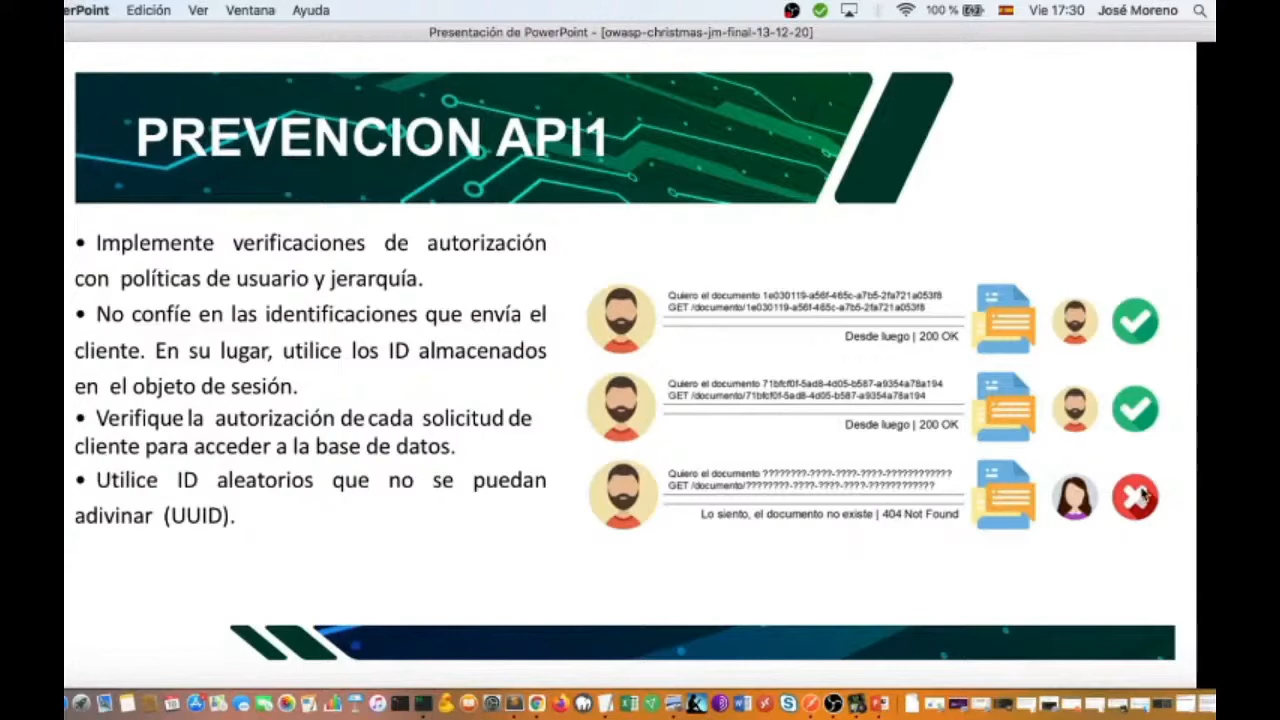 erPoint Edición Ver Ventana Ayuda 100 % Vie 17:30 José Moreno
Presentación de PowerPoint - [owasp-christmas-jm-final-13-12-20]
PREVENCION API1
• Implemente verificaciones de autorización
con políticas de usuario y jerarquía.
• No confíe en las identificaciones que envía el
cliente. En su lugar, utilice los ID almacenados
en el objeto de sesión.
• Verifique la autorización de cada solicitud de
cliente para acceder a la base de datos.
• Utilice ID aleatorios que no se puedan
adivinar (UUID).
Quiero el documento 1e030119-a56f-465c-a7b5-2fa721a053f8
GET /documento/1e030119-a56f-465c-a7b5-2fa721a053f8
Desde luego | 200 OK
Quiero el documento 71bfcf0f-5ad8-4d05-b587-a9354a78a194
GET /documento/71bfcf0f-5ad8-4d05-b587-a9354a78a194
Desde luego | 200 OK
Quiero el documento ????????-????-????-????-????????????
GET /documento/????????-????-????-????-????????????
Lo siento, el documento no existe | 404 Not Found